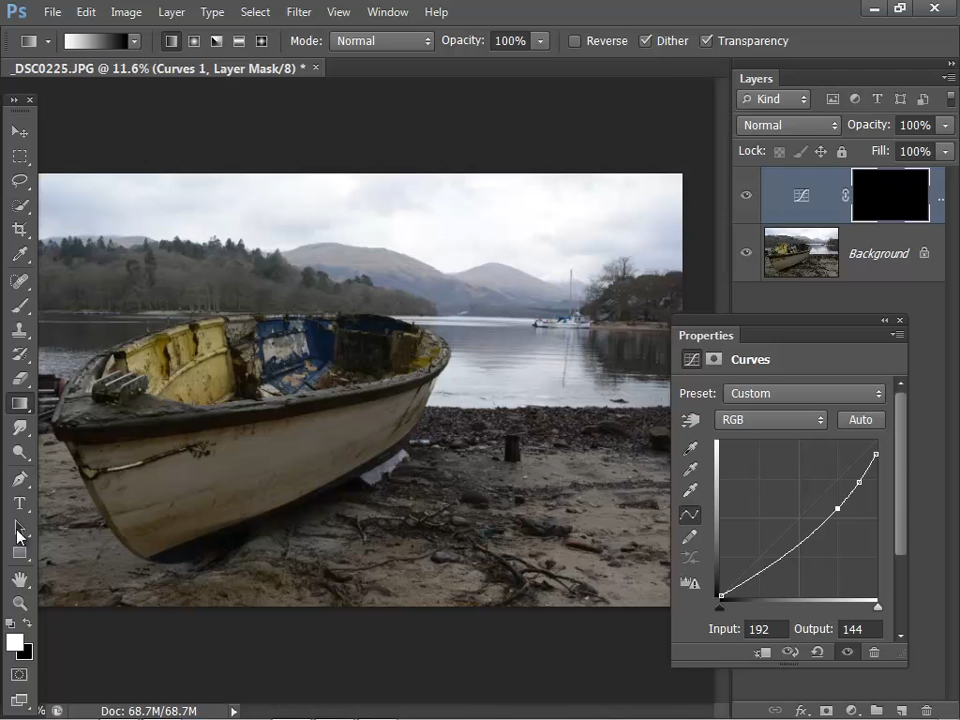 Ps File Edit Image Layer Type Select Filter View Window Help
Mode: Normal Opacity: 100% Reverse Dither Transparency
_DSC0225.JPG @ 11.6% (Curves 1, Layer Mask/8) * ×
Layers
Kind
Normal Opacity: 100%
Lock: Fill: 100%
Background
Properties
Curves
Preset: Custom
RGB Auto
Input: 192 Output: 144
% Doc: 68.7M/68.7M